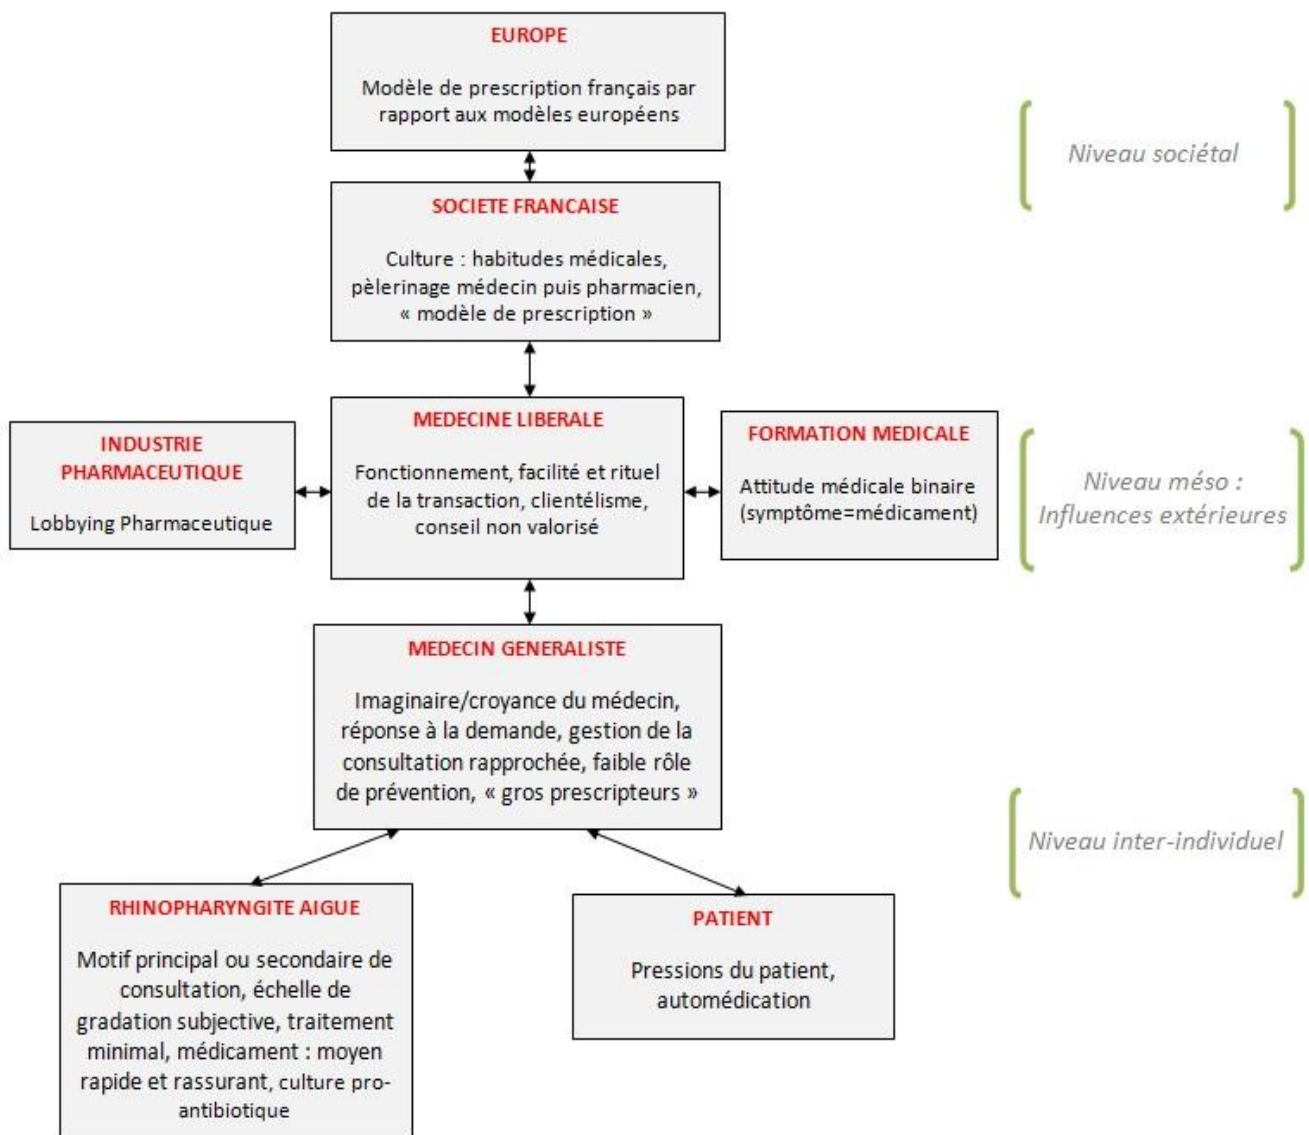 EUROPE
Modèle de prescription français par
rapport aux modèles européens
Niveau sociétal
SOCIETE FRANCAISE
Culture : habitudes médicales,
pèlerinage médecin puis pharmacien,
« modèle de prescription »
INDUSTRIE
PHARMACEUTIQUE
Lobbying Pharmaceutique
MEDECINE LIBERALE
Fonctionnement, facilité et rituel
de la transaction, clientélisme,
conseil non valorisé
FORMATION MEDICALE
Attitude médicale binaire
(symptôme=médicament)
Niveau méso :
Influences extérieures
MEDECIN GENERALISTE
Imaginaire/croyance du médecin,
réponse à la demande, gestion de la
consultation rapprochée, faible rôle
de prévention, « gros prescripteurs »
Niveau inter-individuel
RHINOPHARYNGITE AIGUE
Motif principal ou secondaire de
consultation, échelle de
gradation subjective, traitement
minimal, médicament : moyen
rapide et rassurant, culture pro-
antibiotique
PATIENT
Pressions du patient,
automédication